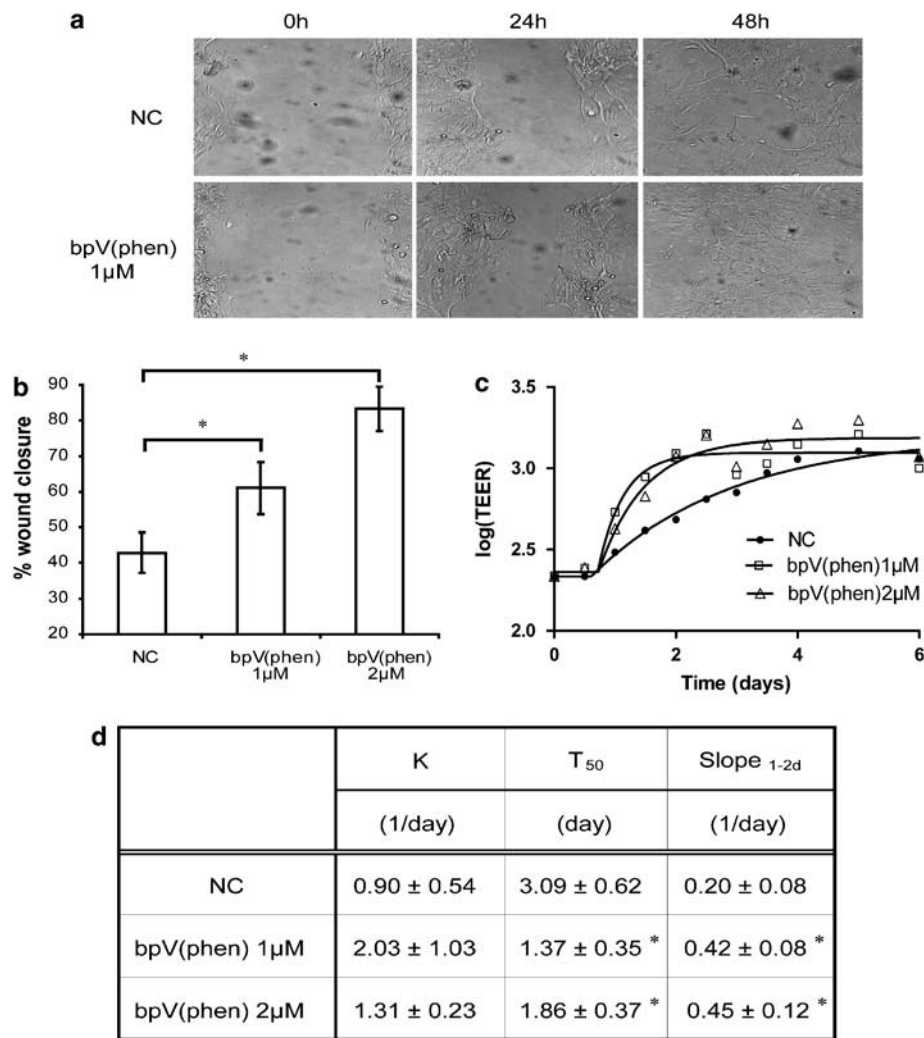 a
0h 24h 48h
NC
bpV(phen)
1µM
b
% wound closure
90
80
70
60
50
40
30
20
*
*
NC
bpV(phen)
1µM
bpV(phen)
2µM
c
log(TEER)
3.5
3.0
2.5
2.0
NC
bpV(phen)1µM
bpV(phen)2µM
0 2 4 6
Time (days)
d
K T50 Slope 1-2d
(1/day) (day) (1/day)
NC 0.90 ± 0.54 3.09 ± 0.62 0.20 ± 0.08
bpV(phen) 1µM 2.03 ± 1.03 1.37 ± 0.35 * 0.42 ± 0.08 *
bpV(phen) 2µM 1.31 ± 0.23 1.86 ± 0.37 * 0.45 ± 0.12 *